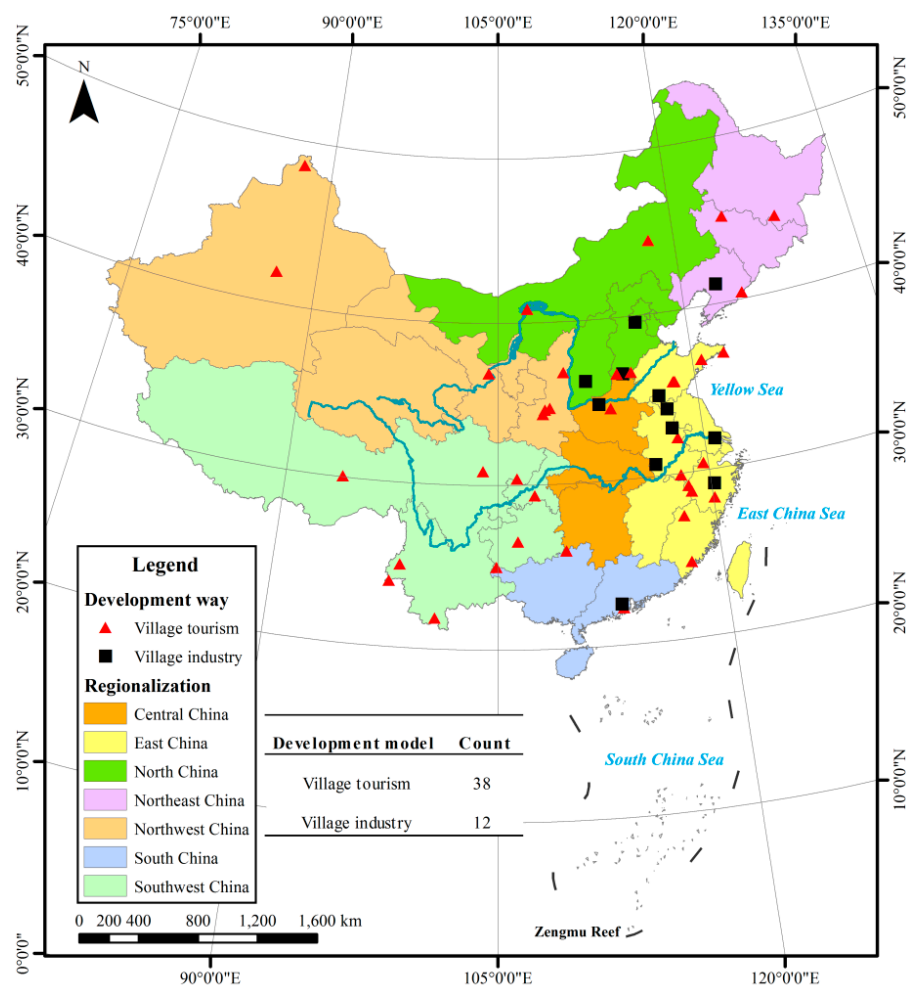 75°0'0"E 90°0'0"E 105°0'0"E 120°0'0"E 135°0'0"E
50°0'0"N
40°0'0"N
30°0'0"N
20°0'0"N
10°0'0"N
0°0'0"
50°0'0"N
40°0'0"N
30°0'0"N
20°0'0"N
10°0'0"N
N
Yellow Sea
East China Sea
South China Sea
Zengmu Reef
Legend
Development way
Village tourism
Village industry
Regionalization
Central China
East China
North China
Northeast China
Northwest China
South China
Southwest China
Development model Count
Village tourism 38
Village industry 12
0 200 400 800 1,200 1,600 km
90°0'0"E 105°0'0"E 120°0'0"E